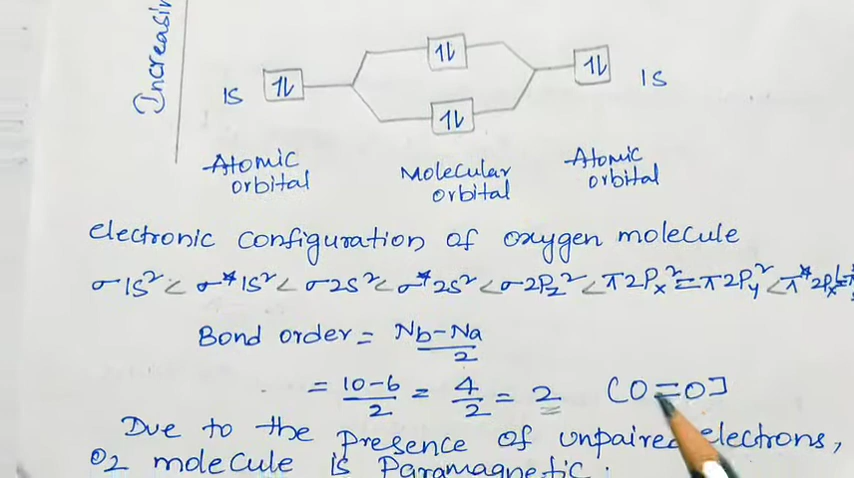 Increasin
1S ⥮ ⥮ ⥮ ⥮ 1S
Atomic orbital Molecular orbital Atomic orbital
electronic configuration of oxygen molecule
σ1S² < σ*1S² < σ2S² < σ*2S² < σ2Pz² < π2Px² = π2Py² < π*2Px¹=
Bond order = Nb-Na/2
= 10-6/2 = 4/2 = 2 (O=O]
Due to the presence of unpaired electrons,
O2 molecule is Paramagnetic.